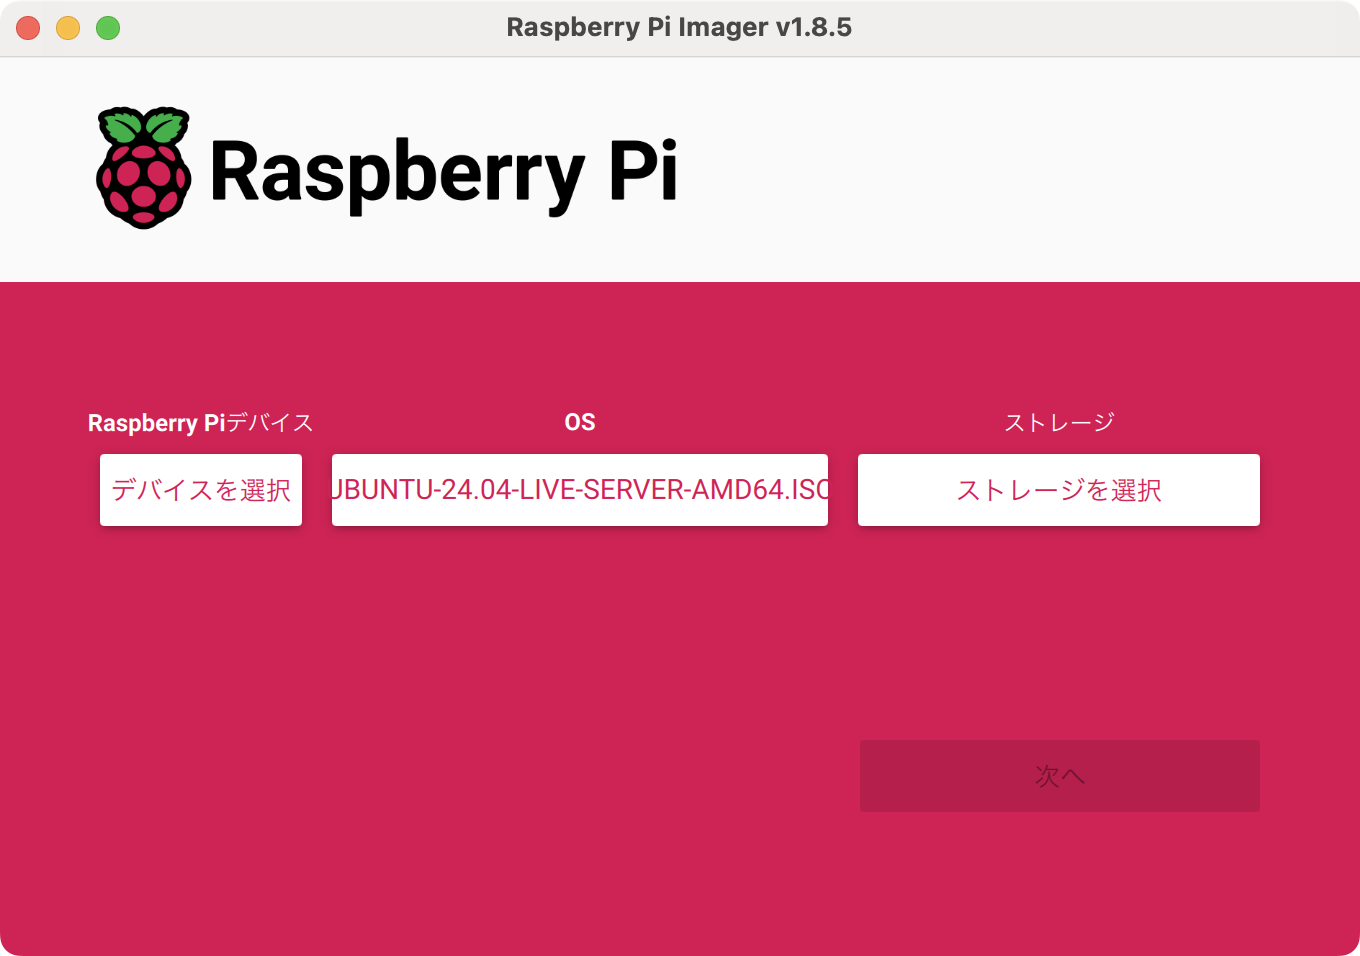 Raspberry Pi Imager v1.8.5
Raspberry Pi
Raspberry Piデバイス
OS
ストレージ
デバイスを選択
UBUNTU-24.04-LIVE-SERVER-AMD64.ISO
ストレージを選択
次へ